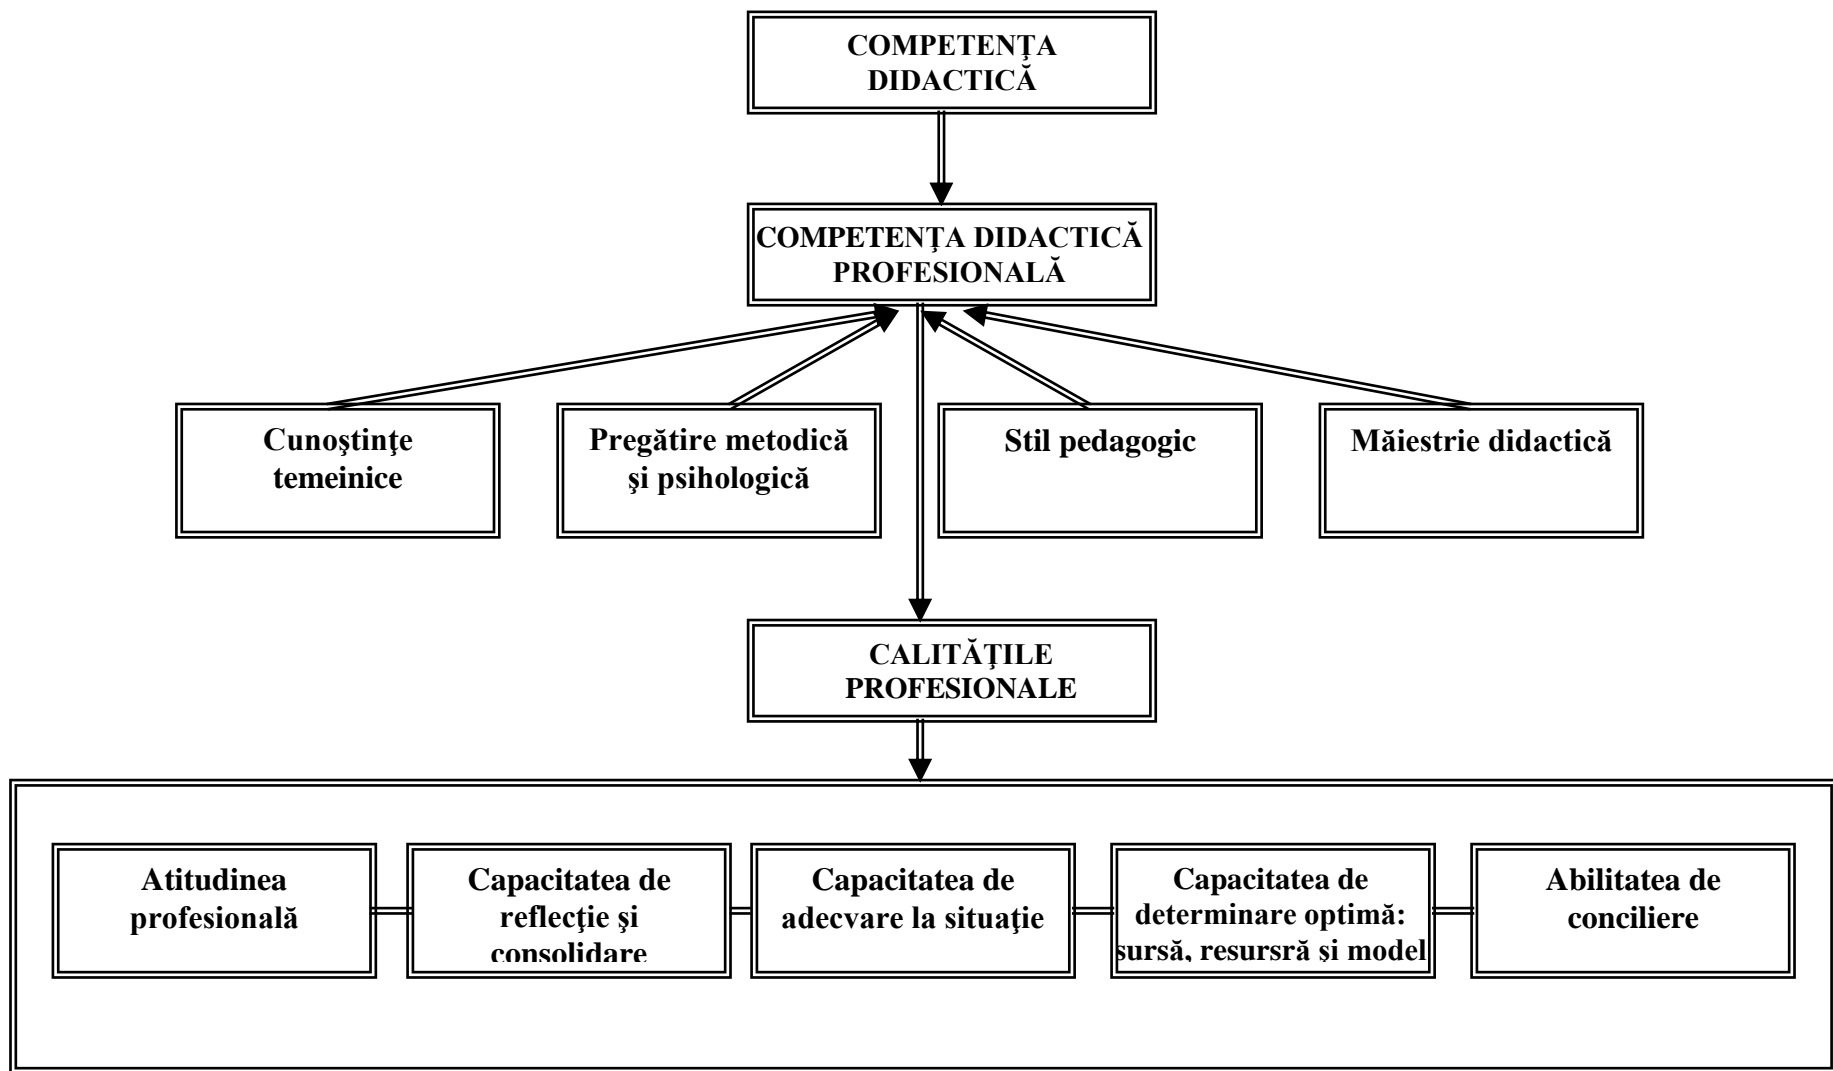 COMPETENŢA
DIDACTICĂ
COMPETENŢA DIDACTICĂ
PROFESIONALĂ
Cunoştinţe
temeinice
Pregătire metodică
şi psihologică
Stil pedagogic
Măiestrie didactică
CALITĂŢILE
PROFESIONALE
Atitudinea
profesională
Capacitatea de
reflecţie şi
consolidare
Capacitatea de
adecvare la situaţie
Capacitatea de
determinare optimă:
sursă, resursră şi model
Abilitatea de
conciliere